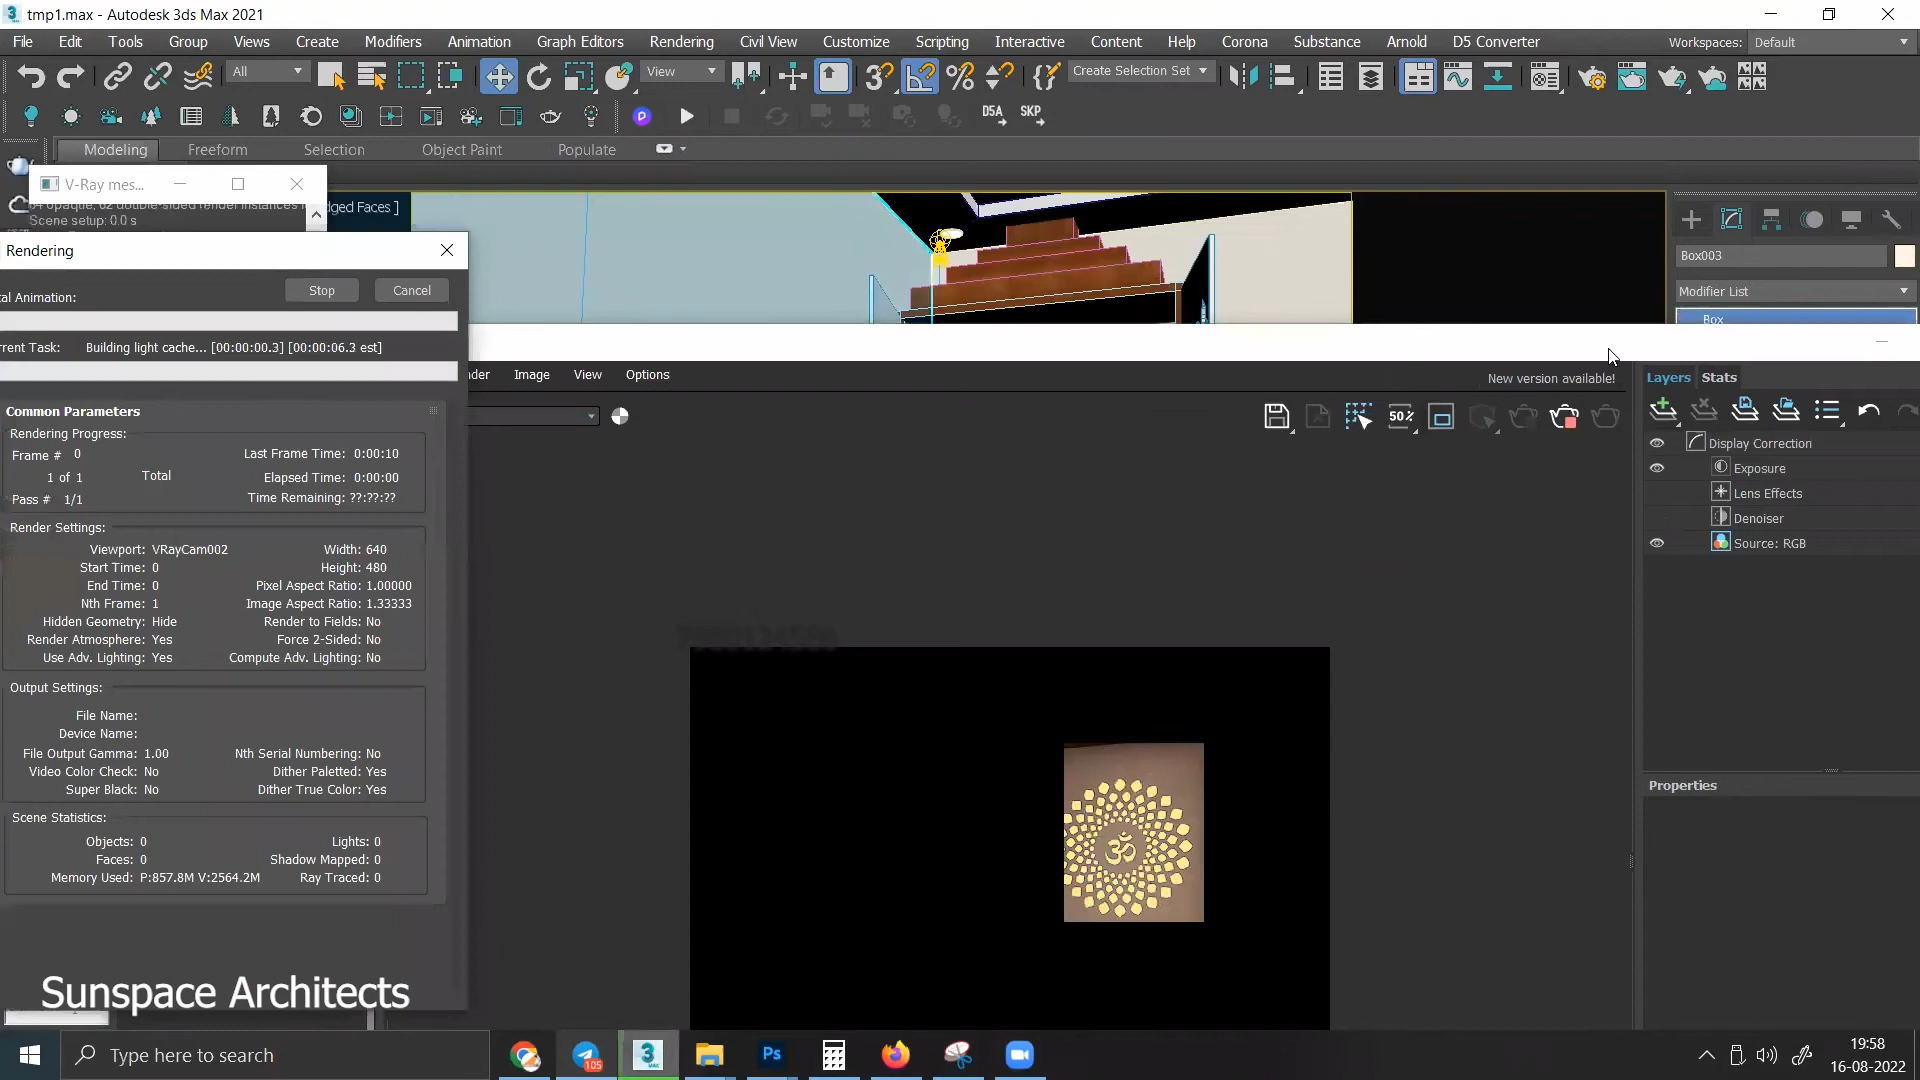 tmp1.max - Autodesk 3ds Max 2021
File Edit Tools Group Views Create Modifiers Animation Graph Editors Rendering Civil View Customize Scripting Interactive Content Help Corona Substance Arnold D5 Converter Workspaces: Default
All View Create Selection Set
D5A SKP
Modeling Freeform Selection Object Paint Populate
V-Ray mes...
Scene setup: 0.0 s
dged Faces ]
Box003
Modifier List
Box
Rendering
tal Animation:
Stop Cancel
rrent Task: Building light cache... [00:00:00.3] [00:00:06.3 est]
Common Parameters
Rendering Progress:
Frame # 0 Last Frame Time: 0:00:10
1 of 1 Total Elapsed Time: 0:00:00
Pass # 1/1 Time Remaining: ??:??:??
Render Settings:
Viewport: VRayCam002 Width: 640
Start Time: 0 Height: 480
End Time: 0 Pixel Aspect Ratio: 1.00000
Nth Frame: 1 Image Aspect Ratio: 1.33333
Hidden Geometry: Hide Render to Fields: No
Render Atmosphere: Yes Force 2-Sided: No
Use Adv. Lighting: Yes Compute Adv. Lighting: No
Output Settings:
File Name:
Device Name:
File Output Gamma: 1.00 Nth Serial Numbering: No
Video Color Check: No Dither Paletted: Yes
Super Black: No Dither True Color: Yes
Scene Statistics:
Objects: 0 Lights: 0
Faces: 0 Shadow Mapped: 0
Memory Used: P:857.8M V:2564.2M Ray Traced: 0
der Image View Options
New version available!
50%
Layers Stats
Display Correction
Exposure
Lens Effects
Denoiser
Source: RGB
Properties
ॐ
Sunspace Architects
Type here to search
105
3
MAX
Ps
19:58
16-08-2022